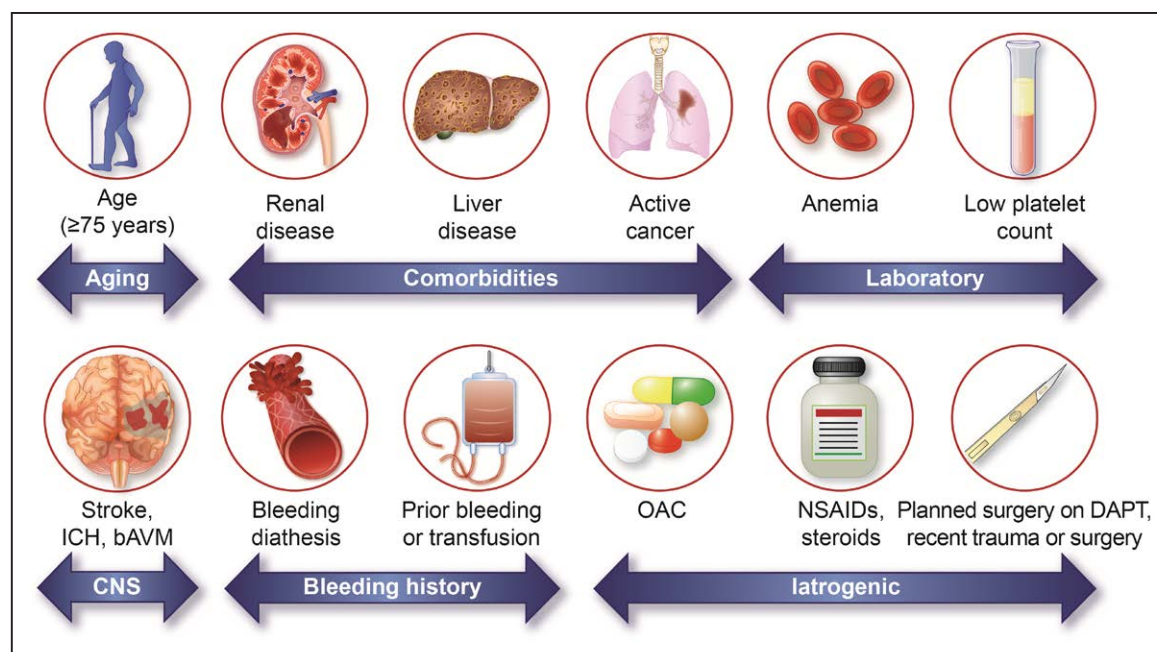 Age
(≥75 years)
Renal
disease
Liver
disease
Active
cancer
Anemia
Low platelet
count
Aging
Comorbidities
Laboratory
Stroke,
ICH, bAVM
Bleeding
diathesis
Prior bleeding
or transfusion
OAC
NSAIDs,
steroids
Planned surgery on DAPT,
recent trauma or surgery
CNS
Bleeding history
Iatrogenic